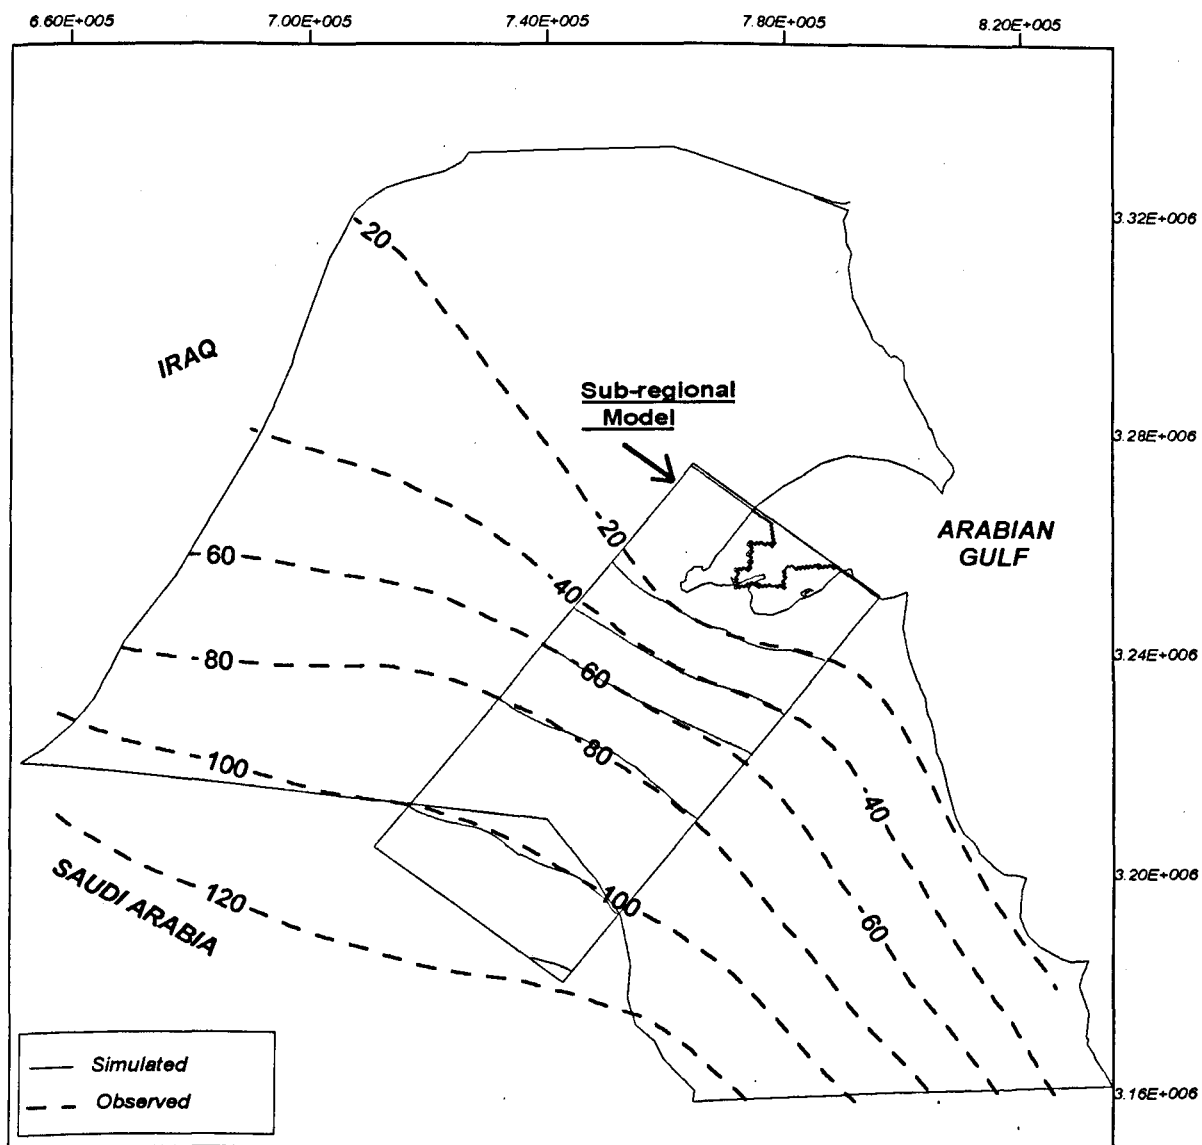 6.60E+005 7.00E+005 7.40E+005 7.80E+005 8.20E+005
3.32E+006
20
IRAQ
Sub-regional
Model
3.28E+006
ARABIAN
GULF
20
60
40
3.24E+006
80
60
80
100
40
3.20E+006
SAUDI ARABIA
120
100
60
Simulated
Observed
3.16E+006